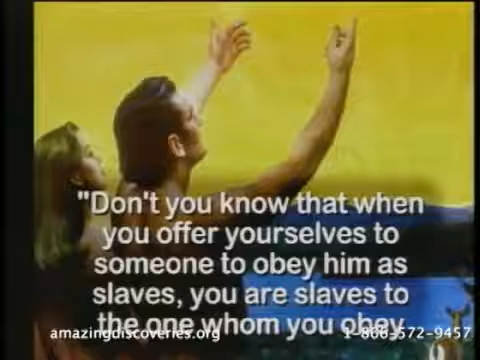 "Don't you know that when
you offer yourselves to
someone to obey him as
slaves, you are slaves to
the one whom you obey
amazingdiscoveries.org 1-866-572-9457